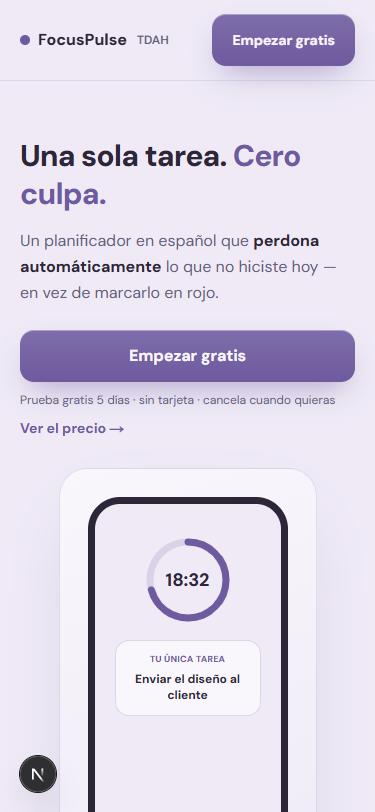 FocusPulse TDAH
Empezar gratis
Una sola tarea. Cero
culpa.
Un planificador en español que perdona
automáticamente lo que no hiciste hoy —
en vez de marcarlo en rojo.
Empezar gratis
Prueba gratis 5 días · sin tarjeta · cancela cuando quieras
Ver el precio →
18:32
TU ÚNICA TAREA
Enviar el diseño al
cliente
N